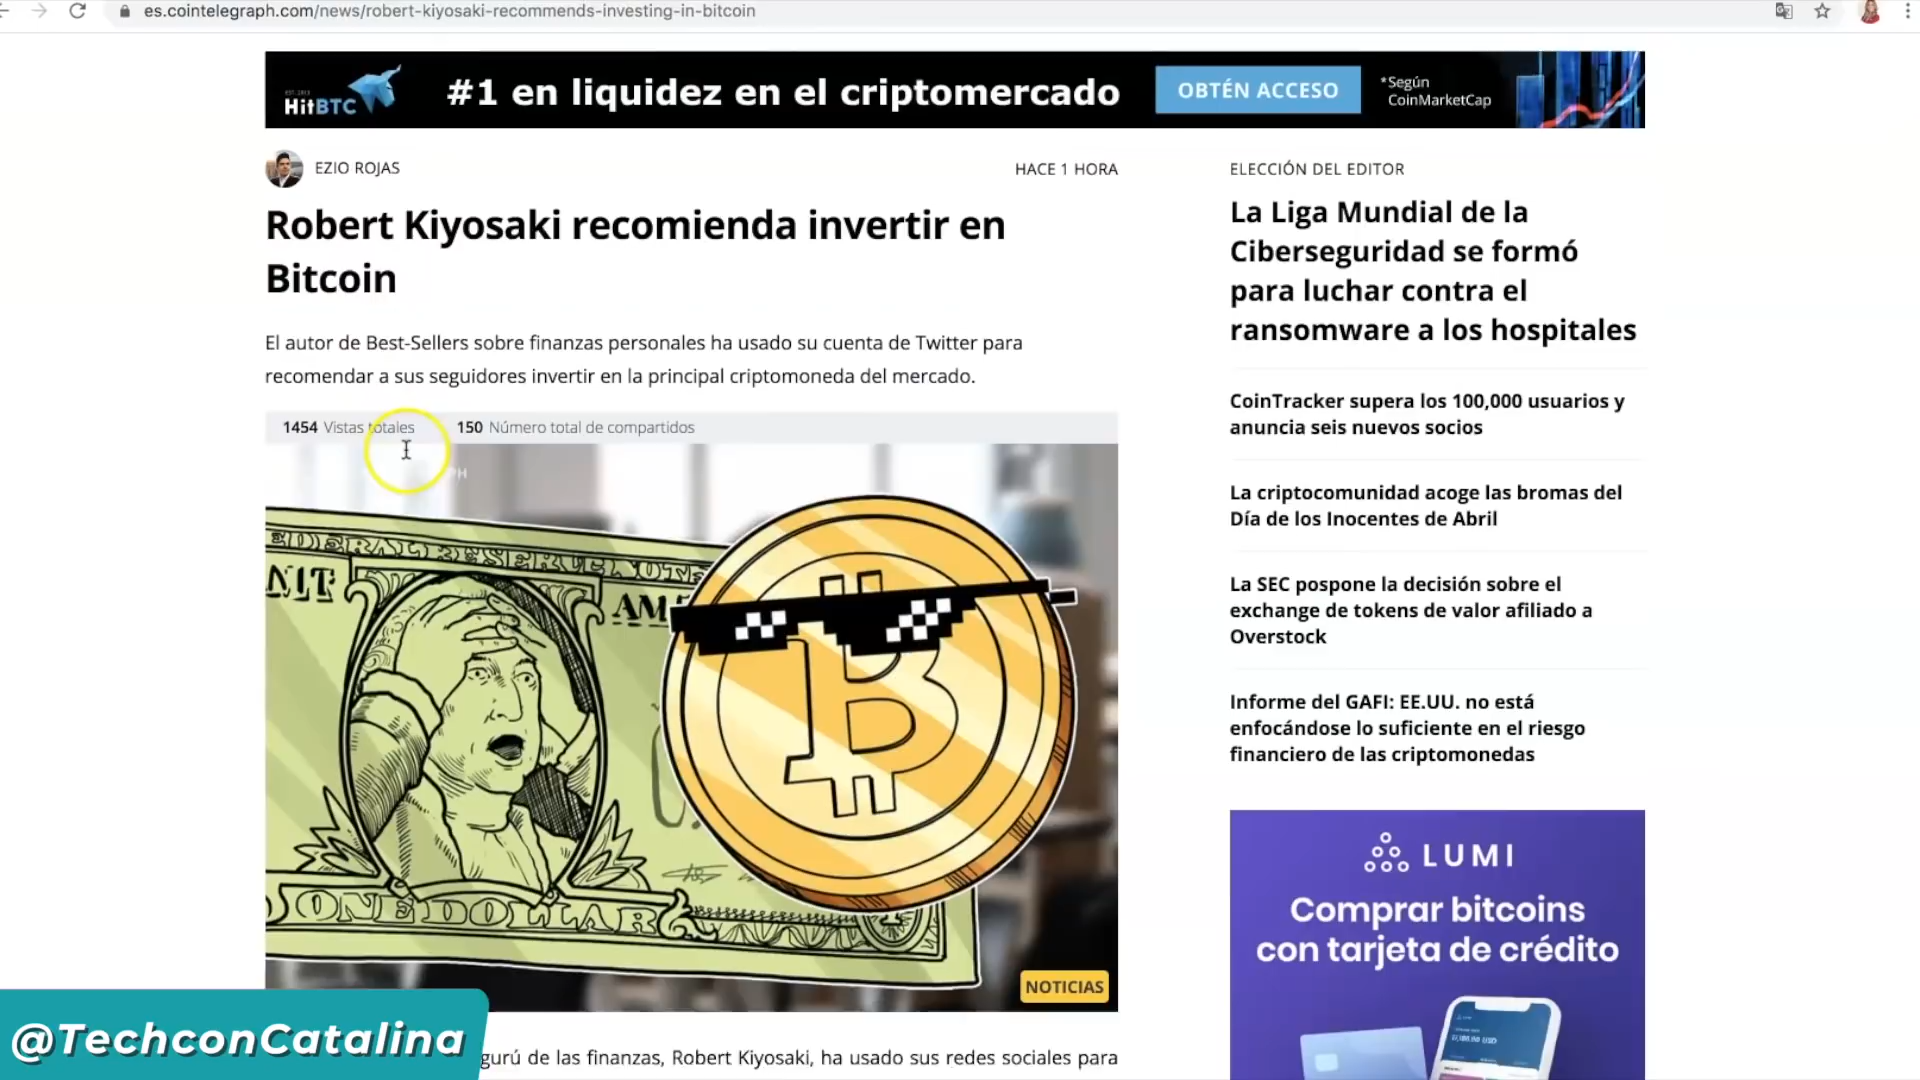 es.cointelegraph.com/news/robert-kiyosaki-recommends-investing-in-bitcoin
HitBTC
#1 en liquidez en el criptomercado
OBTÉN ACCESO
*Según
CoinMarketCap
EZIO ROJAS
HACE 1 HORA
Robert Kiyosaki recomienda invertir en
Bitcoin
El autor de Best-Sellers sobre finanzas personales ha usado su cuenta de Twitter para
recomendar a sus seguidores invertir en la principal criptomoneda del mercado.
1454 Vistas totales
150 Número total de compartidos
ONE DOLLAR
NOTICIAS
@TechconCatalina
gurú de las finanzas, Robert Kiyosaki, ha usado sus redes sociales para
ELECCIÓN DEL EDITOR
La Liga Mundial de la
Ciberseguridad se formó
para luchar contra el
ransomware a los hospitales
CoinTracker supera los 100,000 usuarios y
anuncia seis nuevos socios
La criptocomunidad acoge las bromas del
Día de los Inocentes de Abril
La SEC pospone la decisión sobre el
exchange de tokens de valor afiliado a
Overstock
Informe del GAFI: EE.UU. no está
enfocándose lo suficiente en el riesgo
financiero de las criptomonedas
LUMI
Comprar bitcoins
con tarjeta de crédito